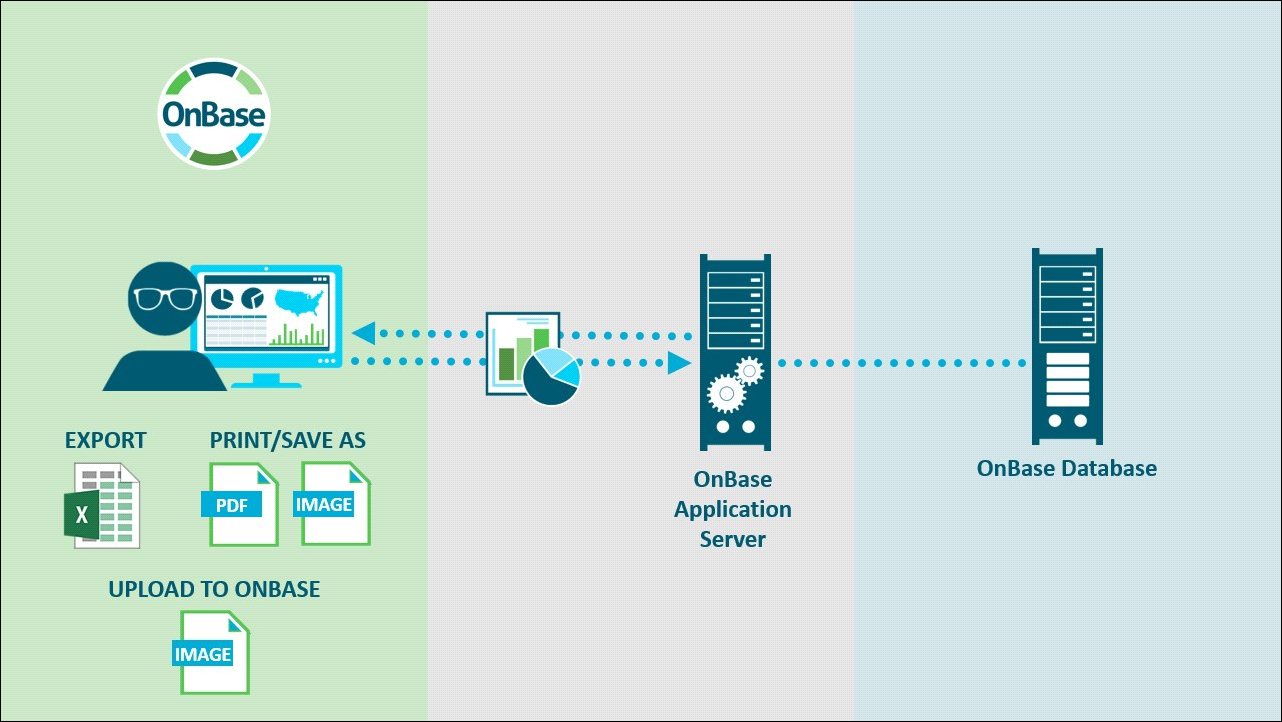 OnBase
EXPORT
PRINT/SAVE AS
X
PDF
IMAGE
UPLOAD TO ONBASE
IMAGE
OnBase
Application
Server
OnBase Database